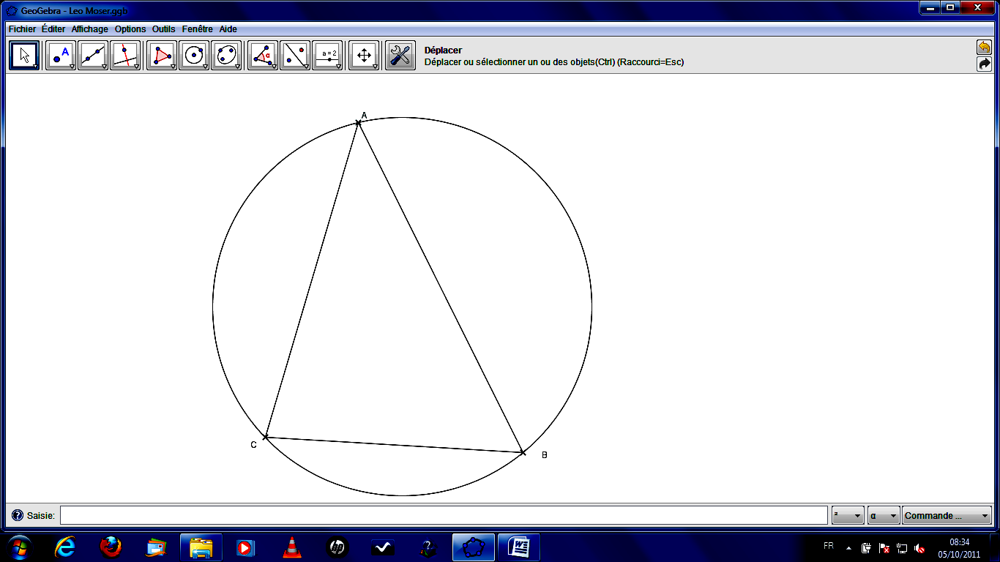 GeoGebra - Leo Moser.ggb
Fichier Éditer Affichage Options Outils Fenêtre Aide
A
a = 2
α
Déplacer
Déplacer ou sélectionner un ou des objets(Ctrl) (Raccourci=Esc)
A
C
B
Saisie:
²
α
Commande ...
hp
?
W
FR
08:34
05/10/2011